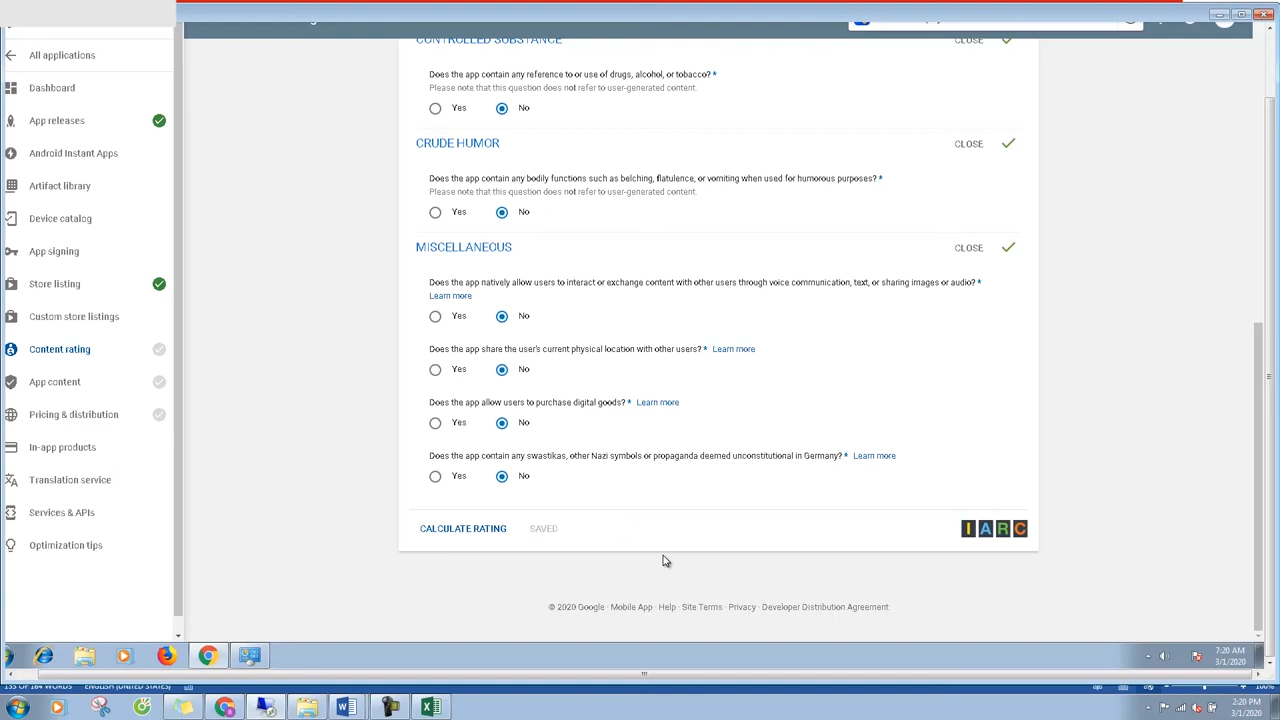 All applications
Dashboard
App releases
Android Instant Apps
Artifact library
Device catalog
App signing
Store listing
Custom store listings
Content rating
App content
Pricing & distribution
In-app products
Translation service
Services & APIs
Optimization tips
CONTROLLED SUBSTANCE CLOSE
Does the app contain any reference to or use of drugs, alcohol, or tobacco? *
Please note that this question does not refer to user-generated content.
Yes No
CRUDE HUMOR CLOSE
Does the app contain any bodily functions such as belching, flatulence, or vomiting when used for humorous purposes? *
Please note that this question does not refer to user-generated content.
Yes No
MISCELLANEOUS CLOSE
Does the app natively allow users to interact or exchange content with other users through voice communication, text, or sharing images or audio? *
Learn more
Yes No
Does the app share the user's current physical location with other users? * Learn more
Yes No
Does the app allow users to purchase digital goods? * Learn more
Yes No
Does the app contain any swastikas, other Nazi symbols or propaganda deemed unconstitutional in Germany? * Learn more
Yes No
CALCULATE RATING SAVED IARC
© 2020 Google · Mobile App · Help · Site Terms · Privacy · Developer Distribution Agreement
7:20 AM
3/1/2020
135 OF 164 WORDS ENGLISH (UNITED STATES) 100%
2:20 PM
3/1/2020